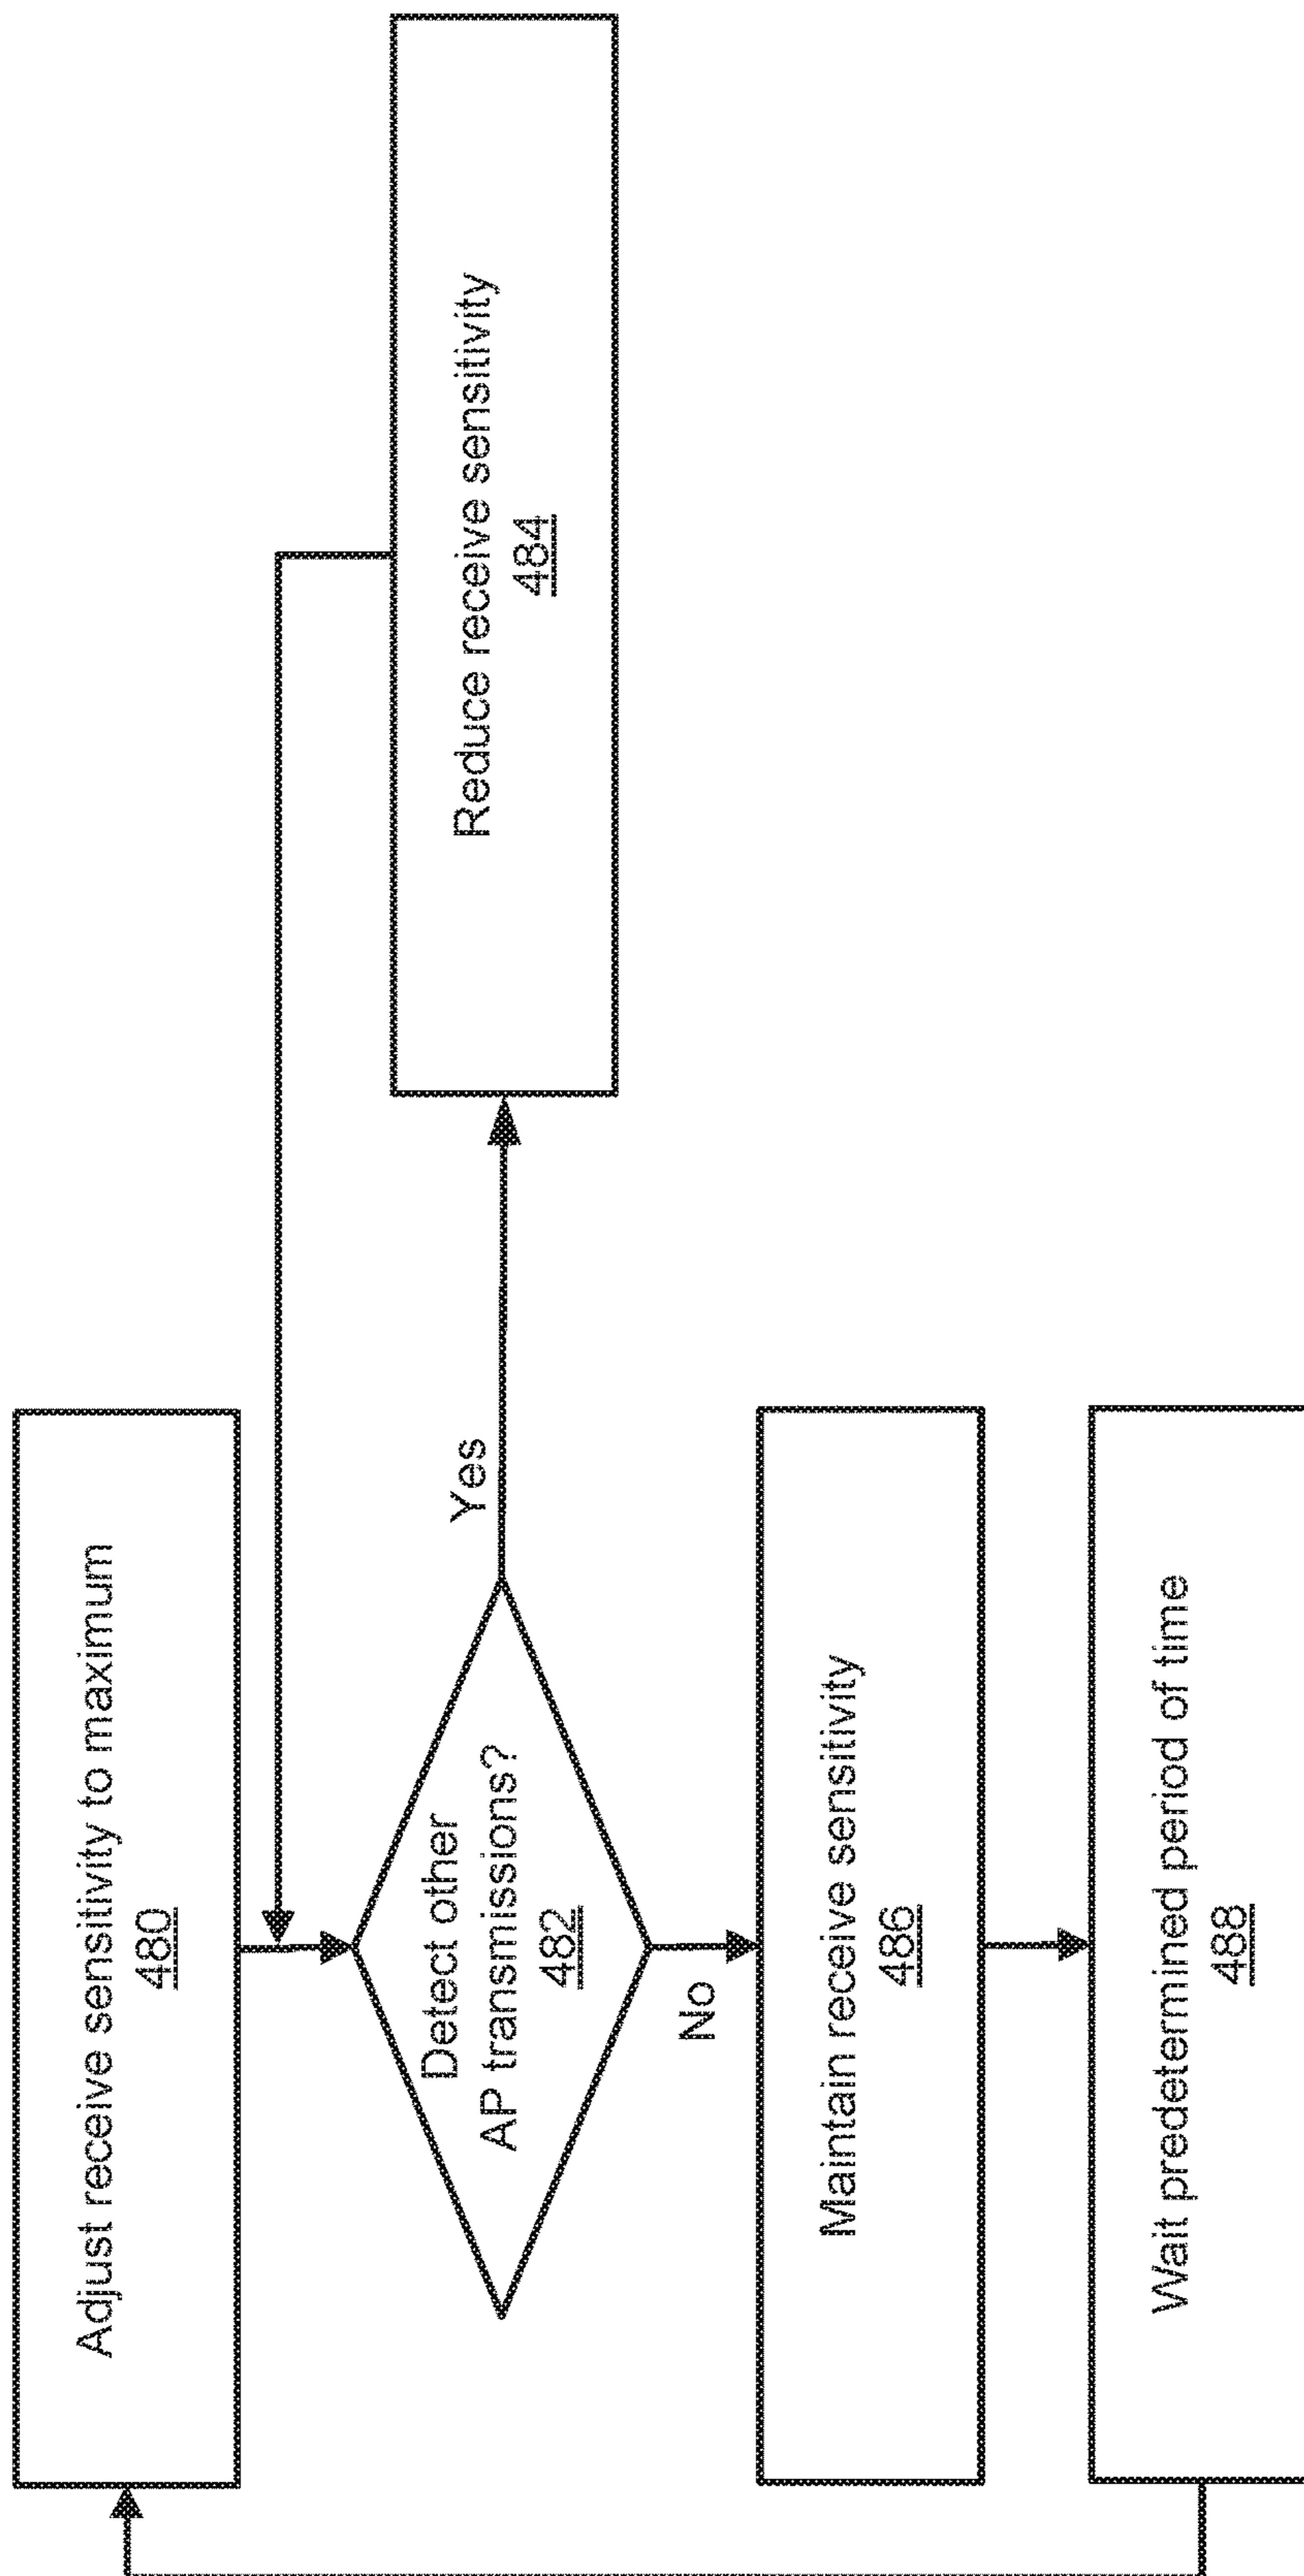 Adjust receive sensitivity to maximum
480
Detect other
AP transmissions?
482
Yes
Reduce receive sensitivity
484
No
Maintain receive sensitivity
486
Wait predetermined period of time
488